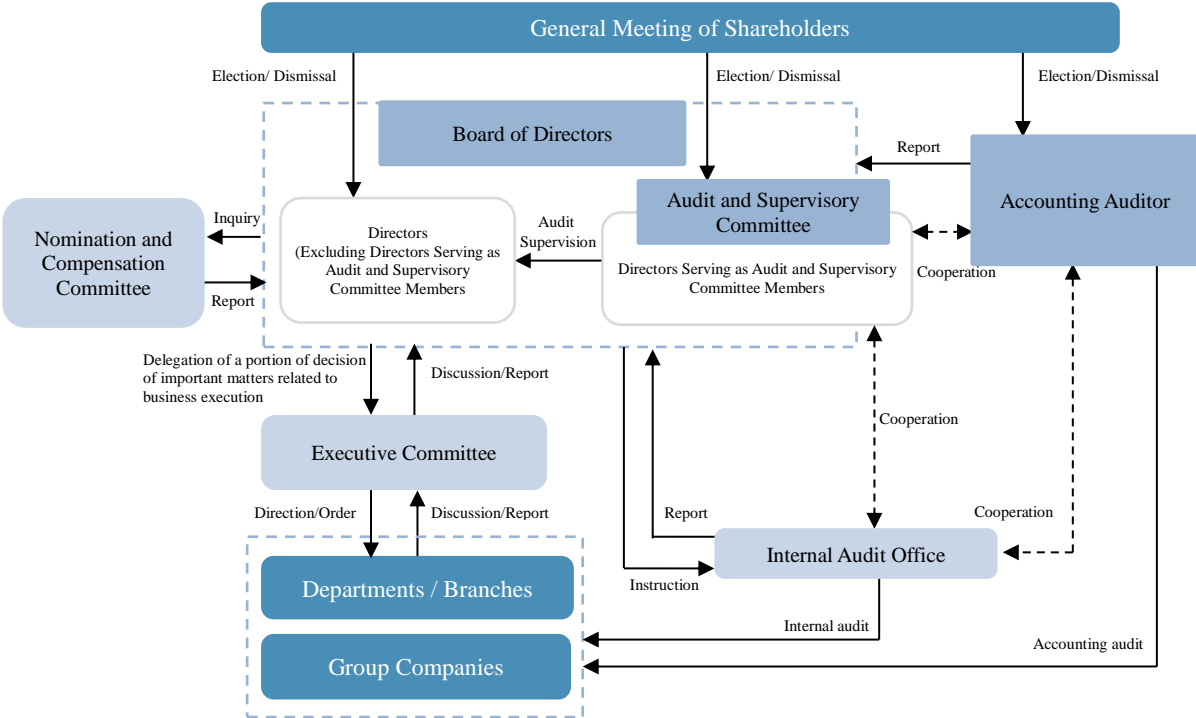 General Meeting of Shareholders
Election/ Dismissal
Election/ Dismissal
Election/Dismissal
Board of Directors
Report
Accounting Auditor
Audit and Supervisory
Committee
Nomination and
Compensation
Committee
Inquiry
Report
Directors
(Excluding Directors Serving as
Audit and Supervisory
Committee Members
Audit
Supervision
Directors Serving as Audit and Supervisory
Committee Members
Cooperation
Delegation of a portion of decision
of important matters related to
business execution
Discussion/Report
Executive Committee
Cooperation
Direction/Order
Discussion/Report
Report
Cooperation
Internal Audit Office
Instruction
Departments / Branches
Internal audit
Group Companies
Accounting audit